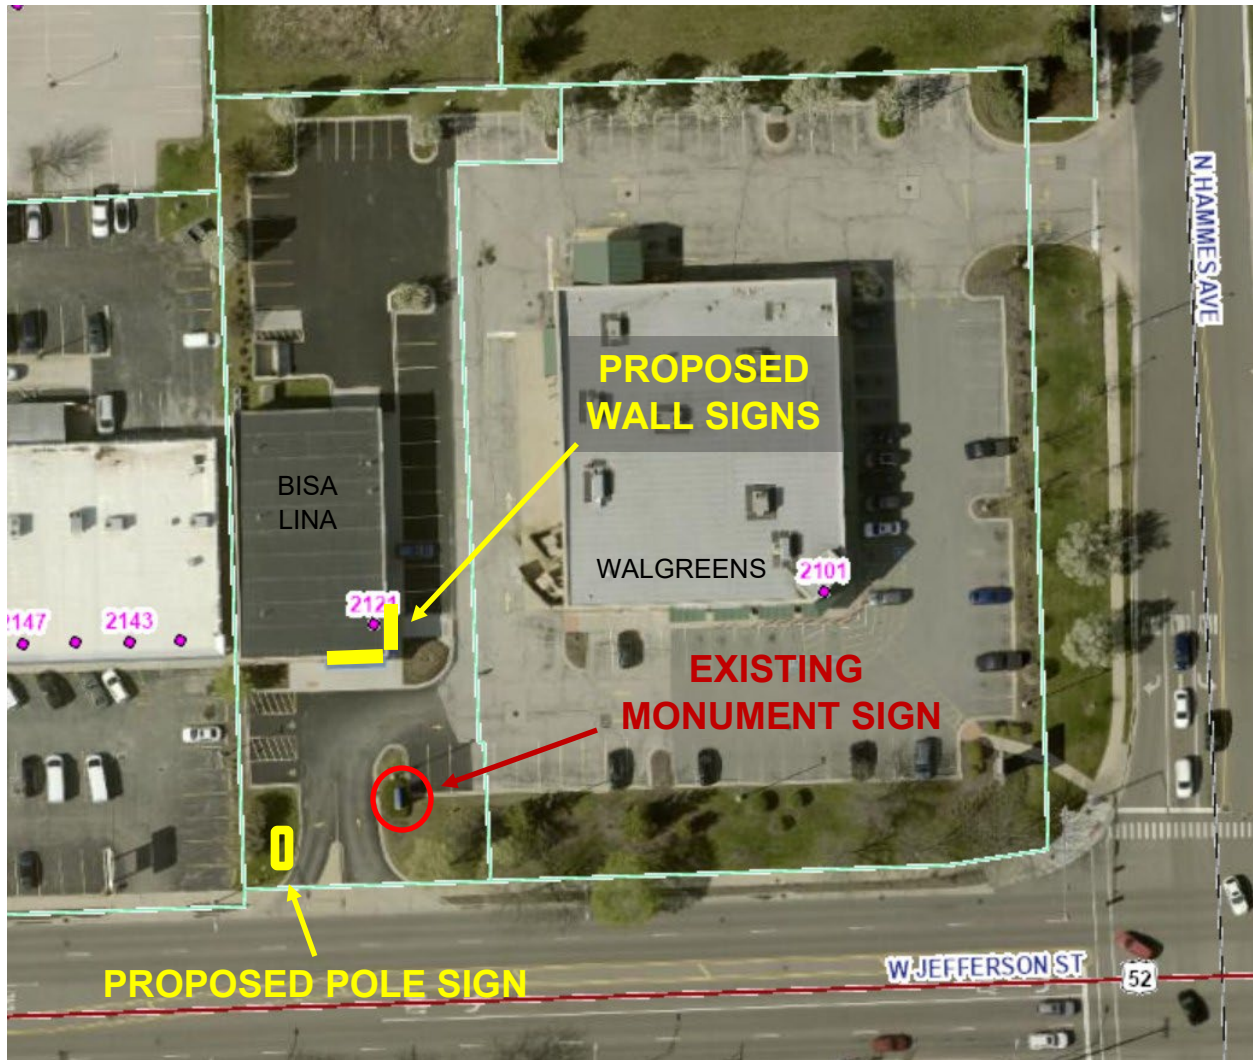 N HAMMES AVE
PROPOSED
WALL SIGNS
BISA
LINA
WALGREENS
2101
2121
2147
2143
EXISTING
MONUMENT SIGN
PROPOSED POLE SIGN
W JEFFERSON ST
52